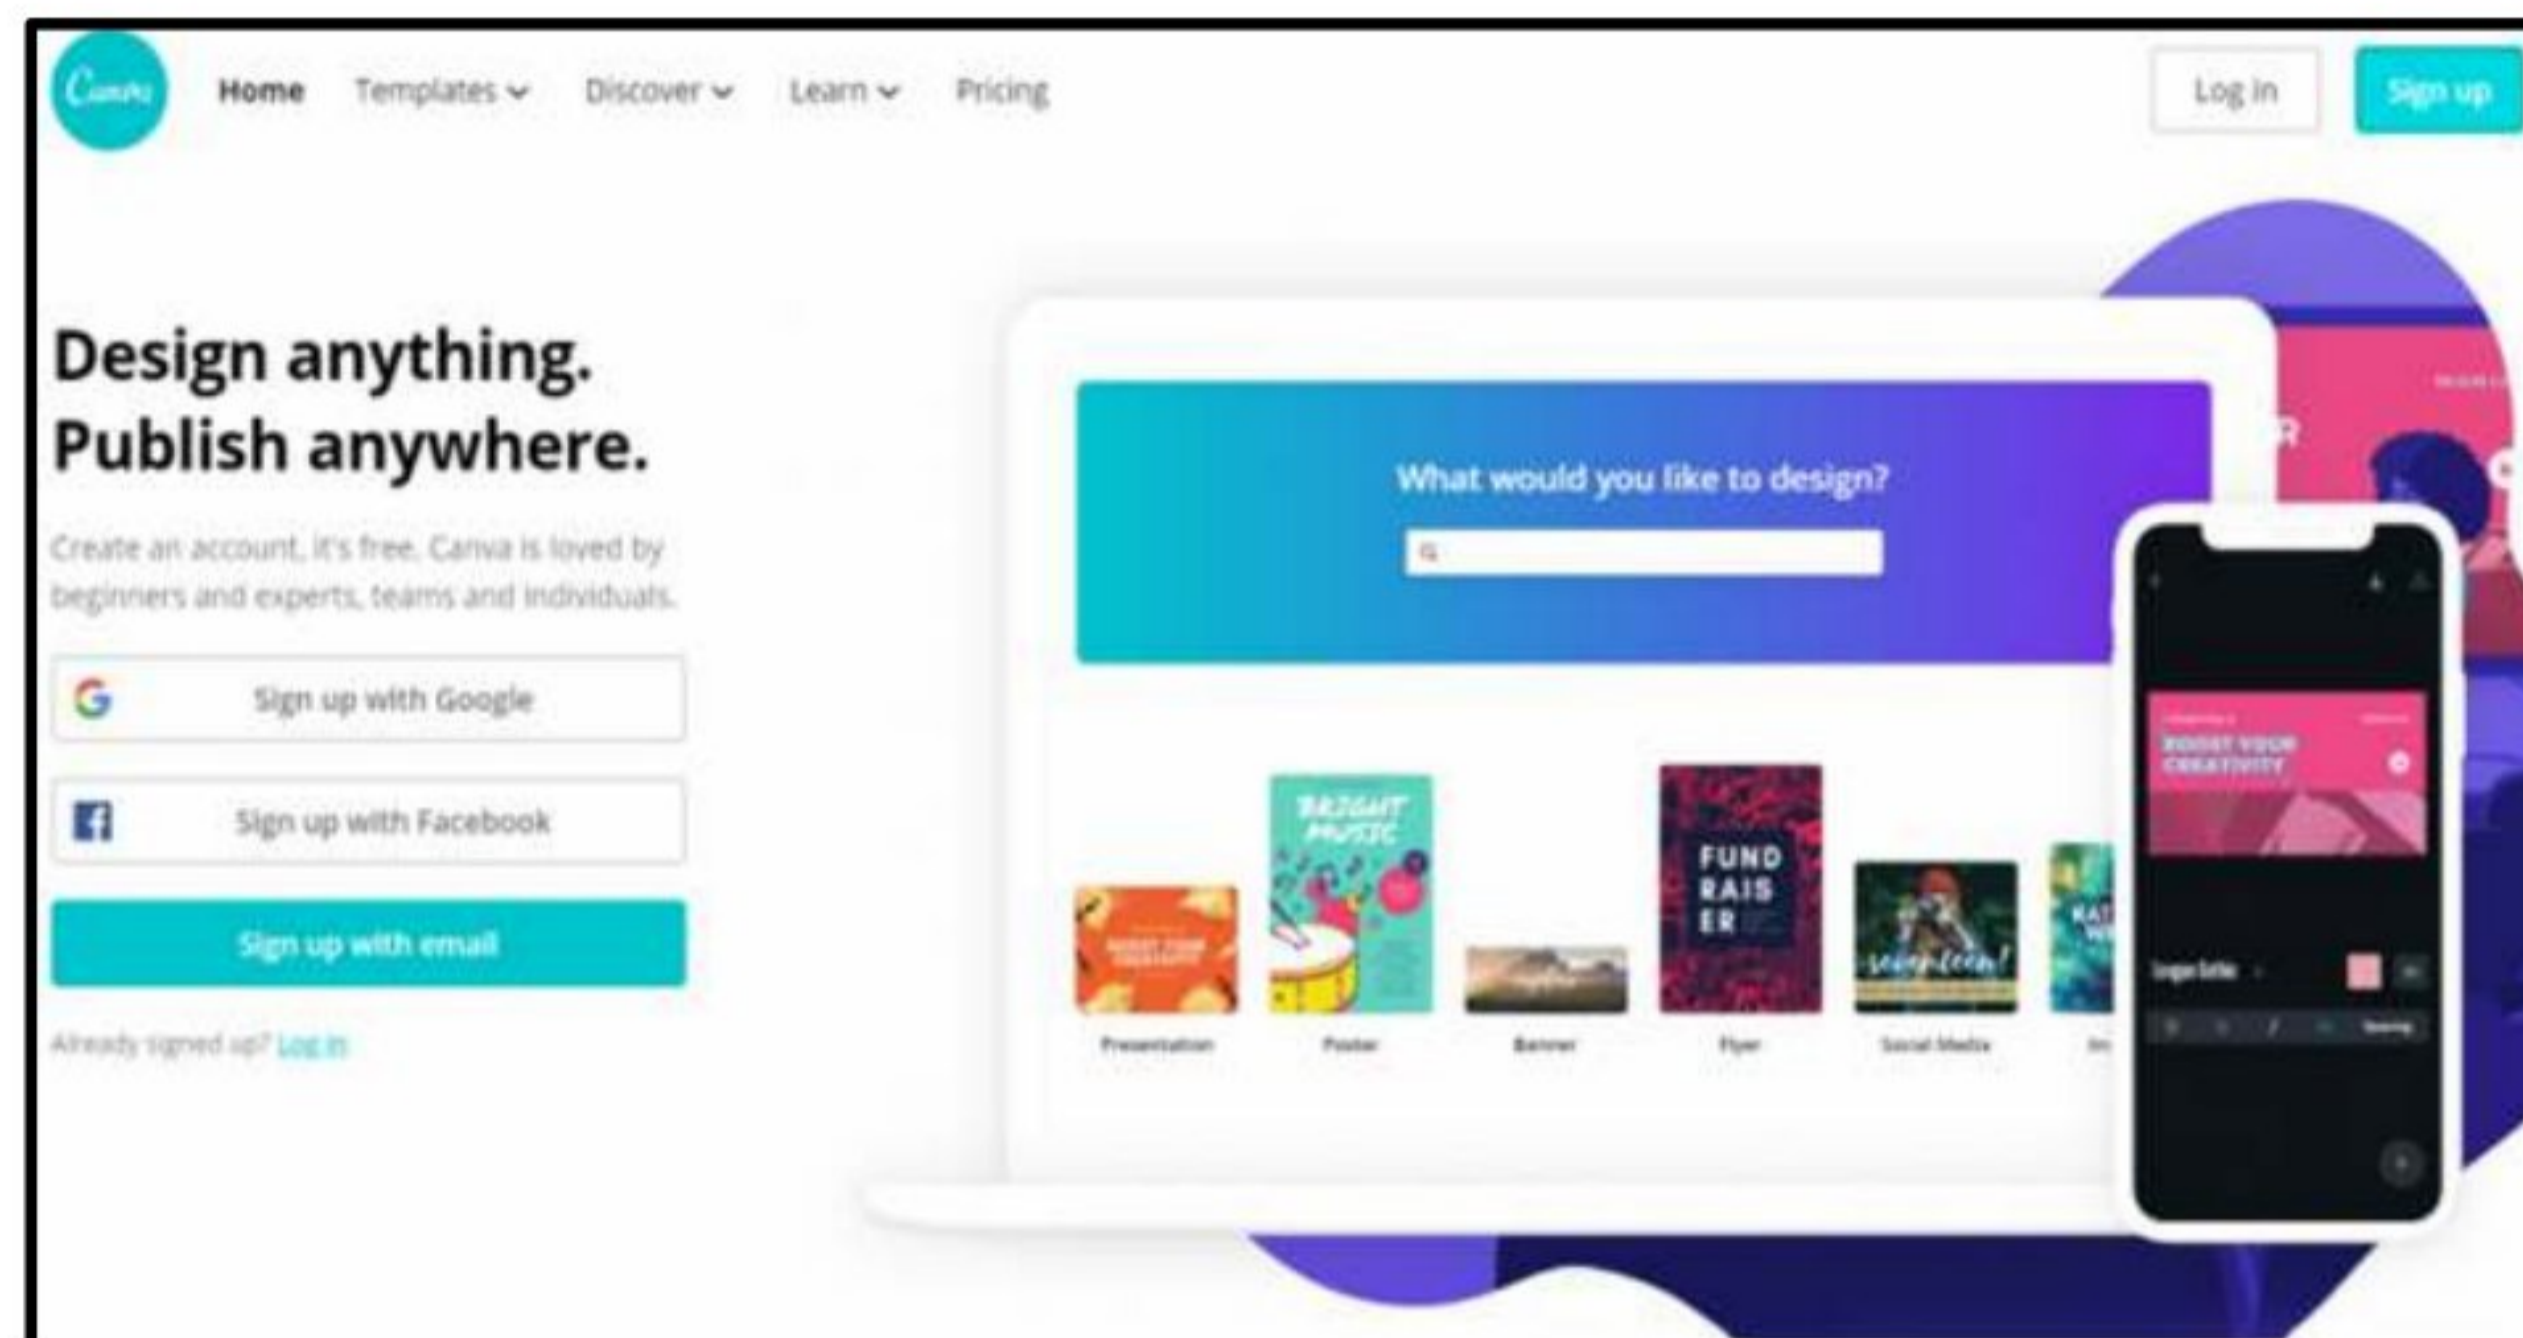 Canva
Home Templates Discover Learn Pricing
Log in Sign up
Design anything.
Publish anywhere.
Create an account, it's free. Canva is loved by
beginners and experts, teams and individuals.
Sign up with Google
Sign up with Facebook
Sign up with email
Already signed up? Log in
What would you like to design?
BRIGHT
MUSIC
FUND
RAIS
ER
seventeen!
Presentation Poster Banner Flyer Social Media
R
BOOST YOUR
CREATIVITY
Spacing